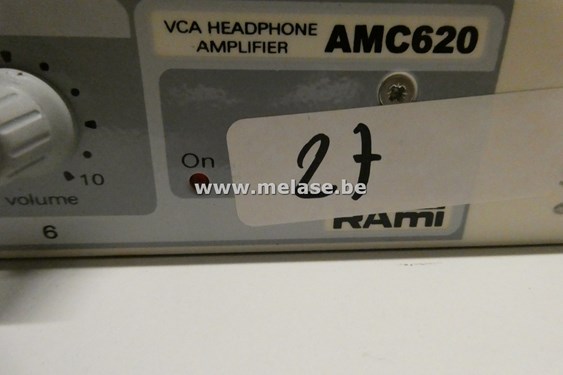 VCA HEADPHONE
AMPLIFIER AMC620
On
27
www.melase.be
10
volume
RAmi
6